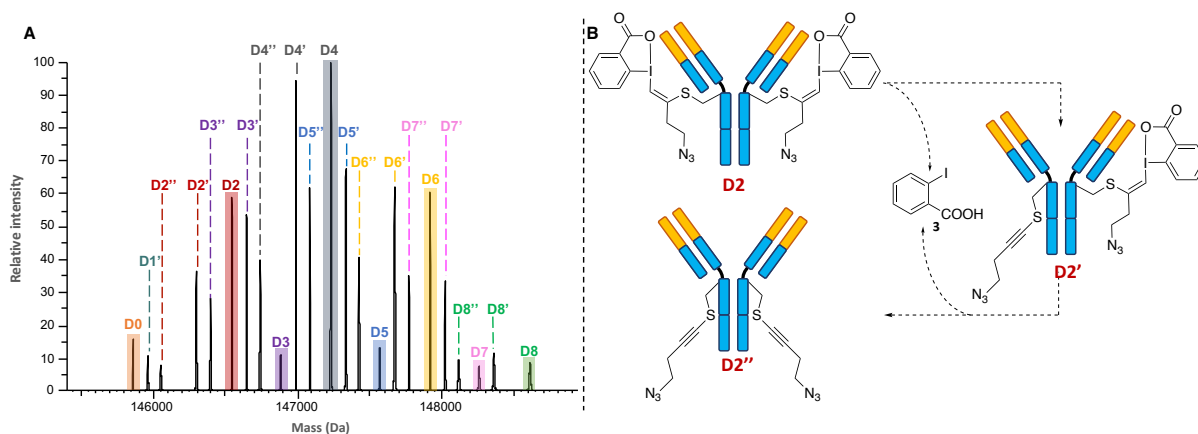 A
Relative intensity
100
90
80
70
60
50
40
30
20
10
0
D0
D1’
D2’’
D2’
D3’’
D2
D3’
D4’’
D4’
D4
D3
D5’’
D5’
D6’’
D6’
D5
D7’’
D7’
D6
D8’’
D8’
D7
D8
146000
147000
148000
Mass (Da)
B
O
O
I
S
N3
D2
O
O
I
S
N3
I
COOH
3
O
O
I
S
N3
S
N3
D2’
S
N3
S
N3
D2’’